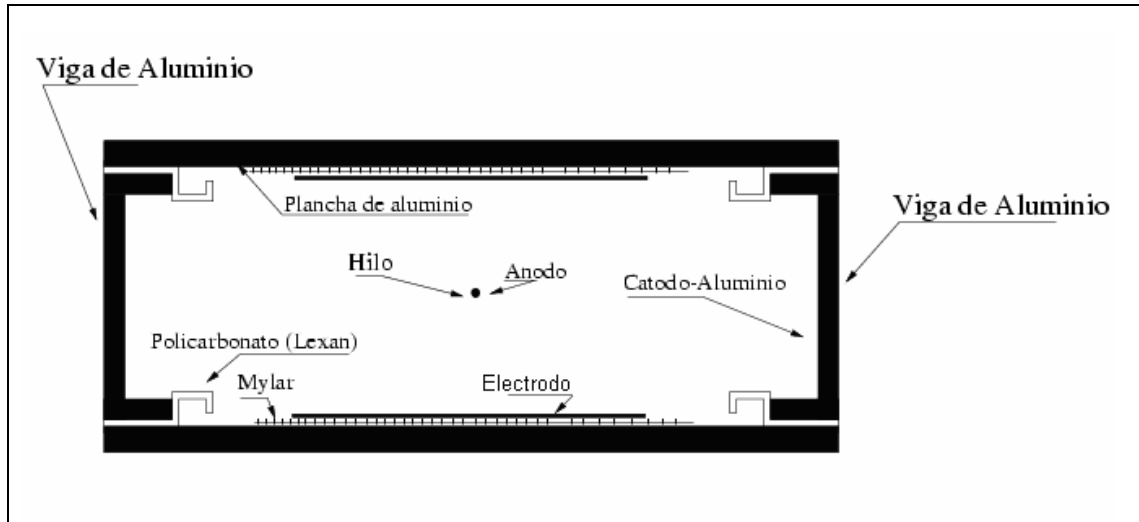 Viga de Aluminio
Plancha de aluminio
Viga de Aluminio
Hilo
Anodo
Catodo-Aluminio
Policarbonato (Lexan)
Mylar
Electrodo